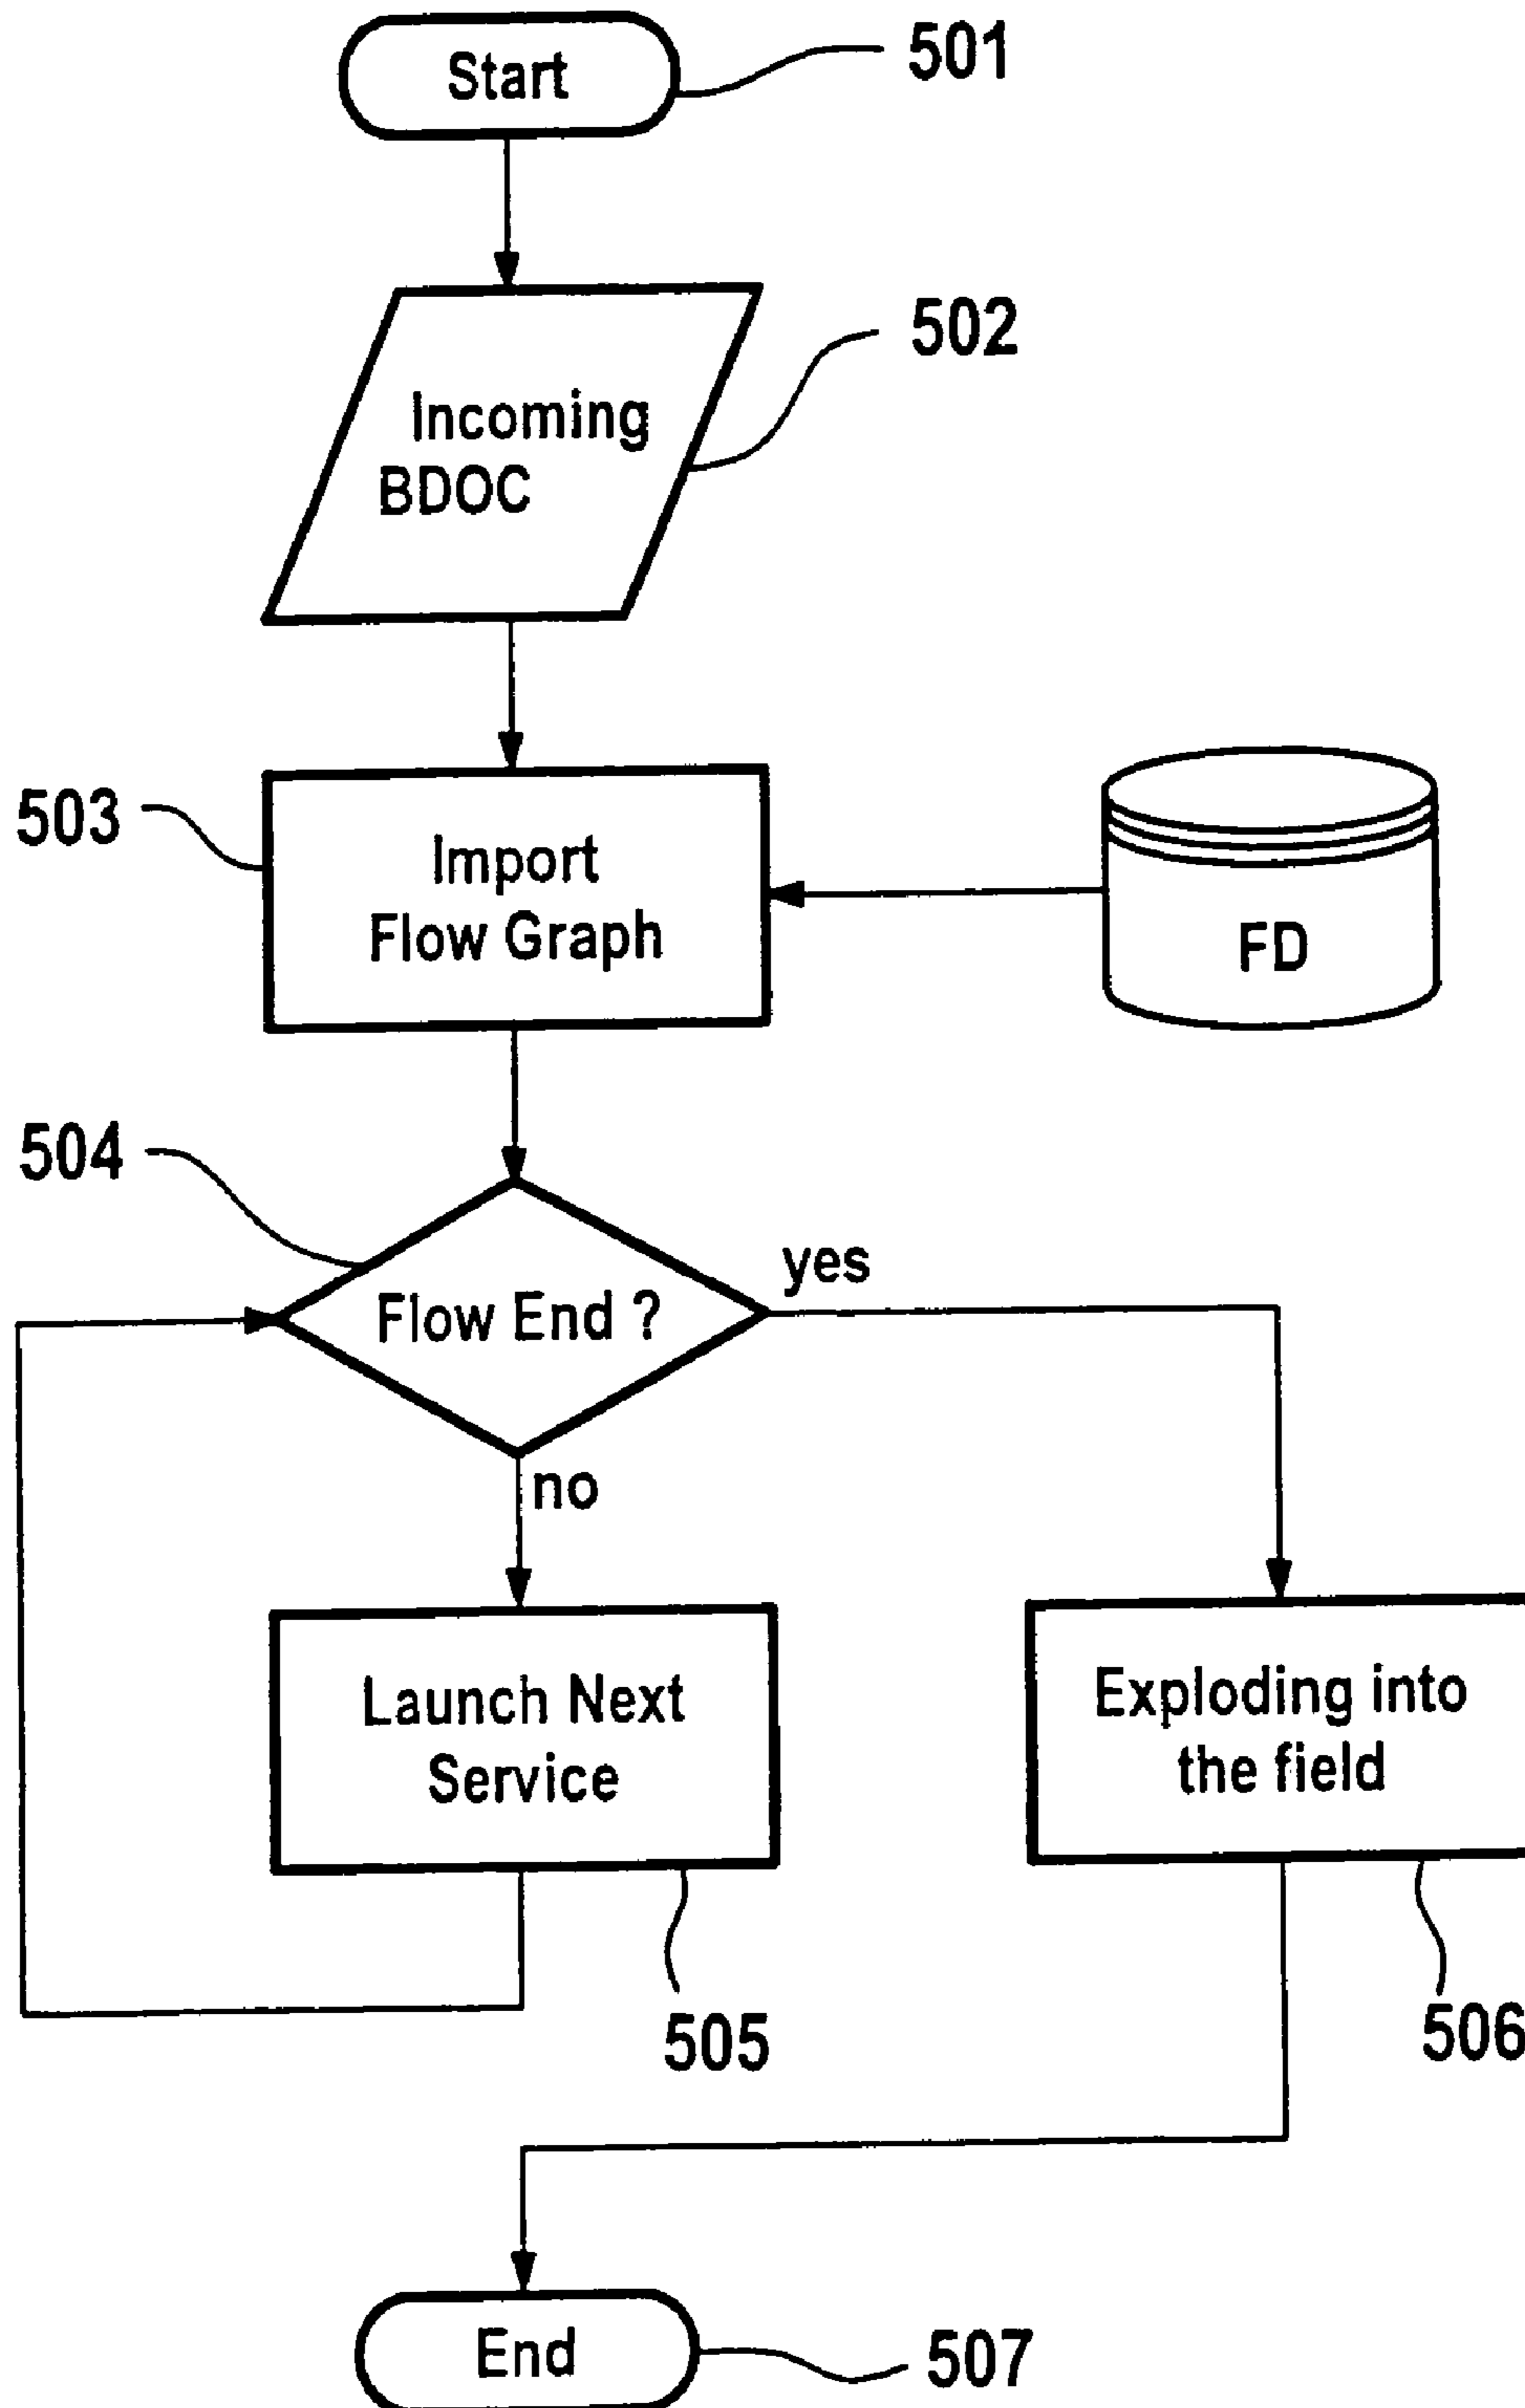 Start
501
Incoming
BDOC
502
503
Import
Flow Graph
FD
504
Flow End ?
yes
no
Launch Next
Service
Exploding into
the field
505
506
End
507